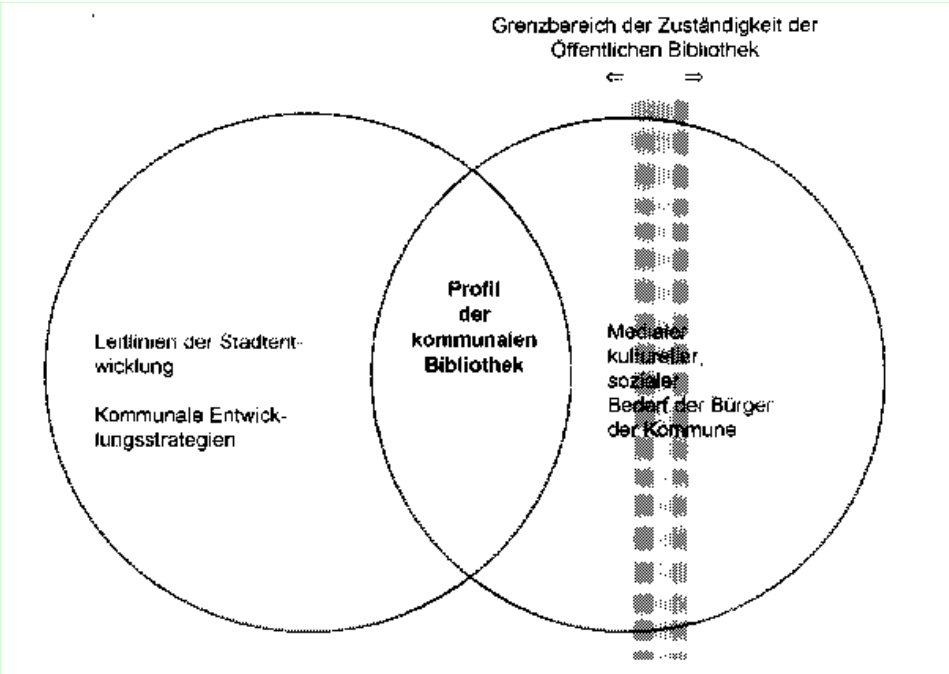 Grenzbereich der Zuständigkeit der
Öffentlichen Bibliothek
⇐ ⇒
Leitlinien der Stadtent-
wicklung
Kommunale Entwick-
lungsstrategien
Profil
der
kommunalen
Bibliothek
Medialer
kultureller,
sozialer
Bedarf der Bürger
der Kommune